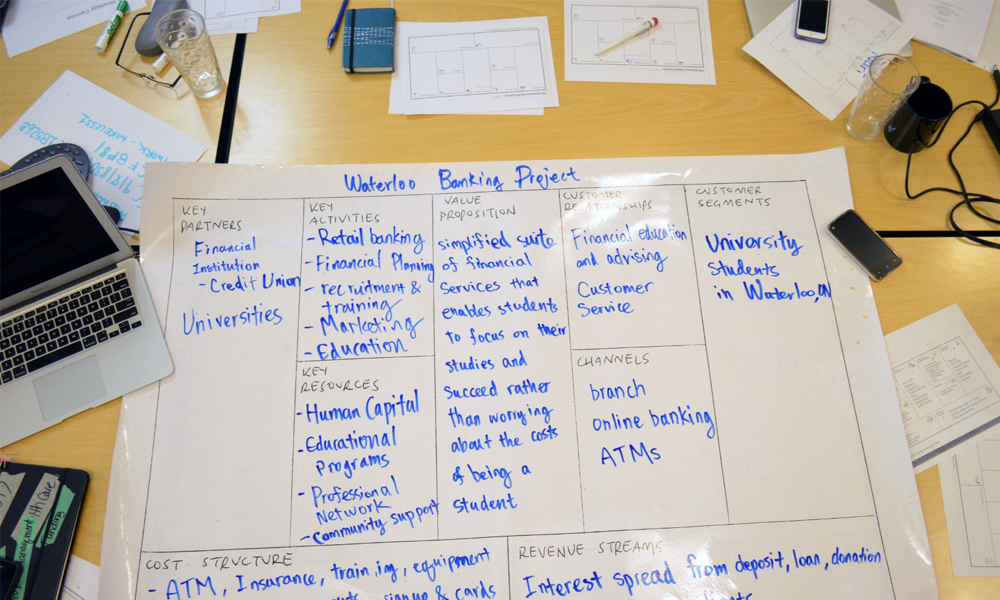 Waterloo Banking Project
KEY
PARTNERS
Financial
Institution
- Credit Union
Universities
KEY
ACTIVITIES
- Retail banking
- Financial Planning
- recruitment &
training
- Marketing
- Education
KEY
RESOURCES
- Human Capital
- Educational
Programs
- Professional
Network
- Community support
VALUE
PROPOSITION
simplified suite
of financial
services that
enables students
to focus on their
studies and
succeed rather
than worrying
about the costs
of being a
student
CUSTOMER
RELATIONSHIPS
Financial education
and advising
Customer
Service
CHANNELS
branch
online banking
ATMs
CUSTOMER
SEGMENTS
University
Students
in Waterloo, ON
COST STRUCTURE
- ATM, Insurance, training, equipment
signup & cards
REVENUE STREAMS
Interest spread from deposit, loan, donation